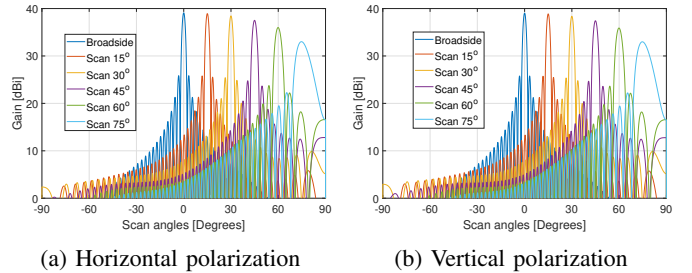 40
30
20
10
0
Gain [dBi]
Broadside
Scan 15°
Scan 30°
Scan 45°
Scan 60°
Scan 75°
-90 -60 -30 0 30 60 90
Scan angles [Degrees]
(a) Horizontal polarization
40
30
20
10
0
Gain [dBi]
Broadside
Scan 15°
Scan 30°
Scan 45°
Scan 60°
Scan 75°
-90 -60 -30 0 30 60 90
Scan angles [Degrees]
(b) Vertical polarization